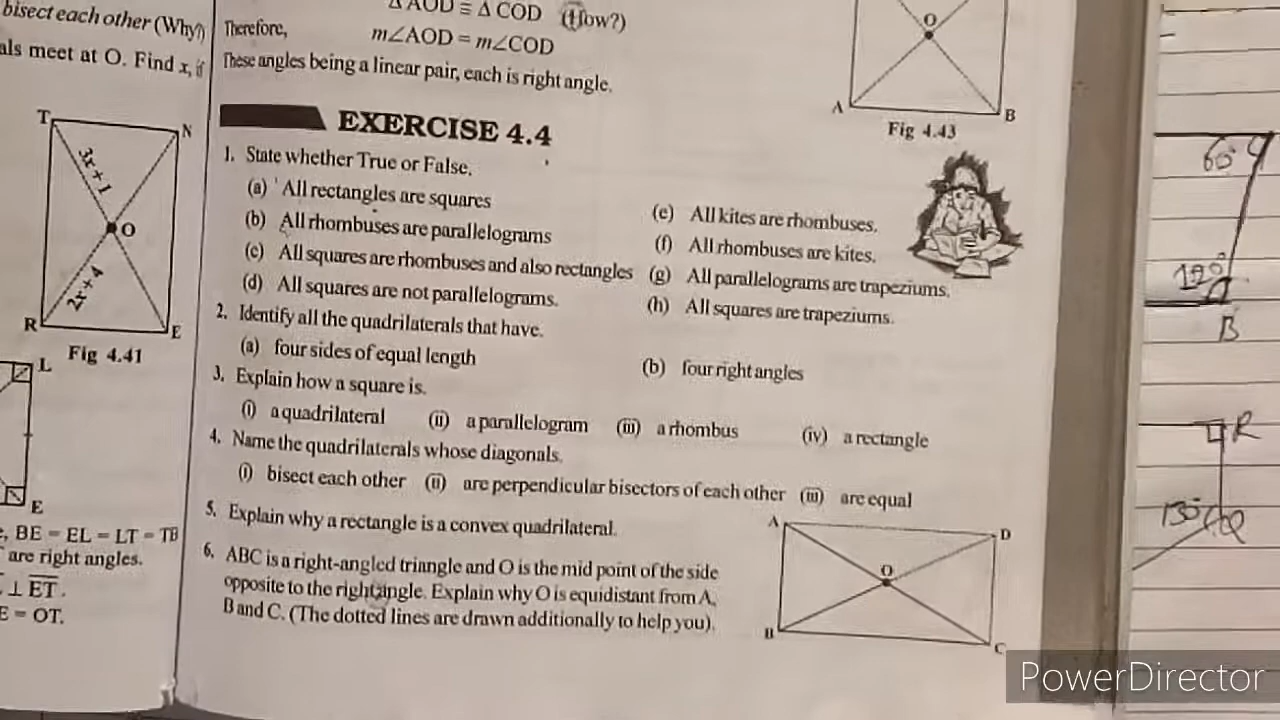 bisect each other (Why?)
als meet at O. Find x, if
T
N
3x + 1
O
2x + 4
R
E
Fig 4.41
L
E
, BE = EL = LT = TB
are right angles.
⊥ ET.
E = OT.
Δ AOD ≡ Δ COD (How?)
Therefore, m∠AOD = m∠COD
These angles being a linear pair, each is right angle.
O
A
B
Fig 4.43
EXERCISE 4.4
1. State whether True or False.
(a) All rectangles are squares
(b) All rhombuses are parallelograms
(c) All squares are rhombuses and also rectangles
(d) All squares are not parallelograms.
(e) All kites are rhombuses.
(f) All rhombuses are kites.
(g) All parallelograms are trapeziums.
(h) All squares are trapeziums.
2. Identify all the quadrilaterals that have.
(a) four sides of equal length (b) four right angles
3. Explain how a square is.
(i) a quadrilateral (ii) a parallelogram (iii) a rhombus (iv) a rectangle
4. Name the quadrilaterals whose diagonals.
(i) bisect each other (ii) are perpendicular bisectors of each other (iii) are equal
5. Explain why a rectangle is a convex quadrilateral.
6. ABC is a right-angled triangle and O is the mid point of the side
opposite to the right angle. Explain why O is equidistant from A,
B and C. (The dotted lines are drawn additionally to help you).
A
D
O
B
C
60°
B
R
130°
Q
PowerDirector